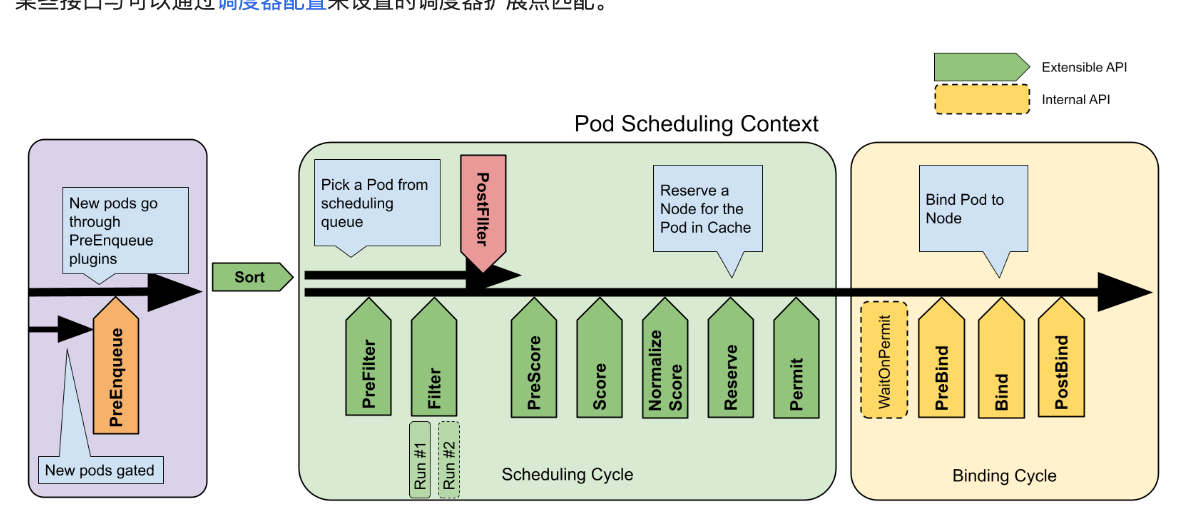 某些接口与可以通过调度器配置来设置的调度器扩展点匹配。
Extensible API
Internal API
Pod Scheduling Context
New pods go
through
PreEnqueue
plugins
PreEnqueue
New pods gated
Sort
Pick a Pod from
scheduling
queue
PostFIlter
Reserve a
Node for the
Pod in Cache
PreFilter
Filter
Run #1
Run #2
PreScore
Score
Normalize
Score
Reserve
Permit
Scheduling Cycle
Bind Pod to
Node
WaitOnPermit
PreBind
Bind
PostBind
Binding Cycle